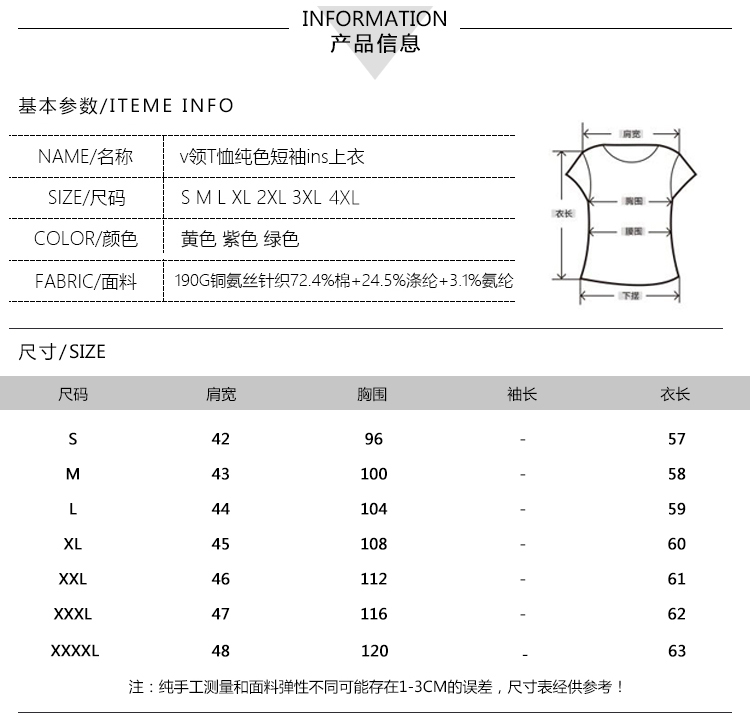 INFORMATION
产品信息
基本参数/ITEME INFO
NAME/名称 v领T恤纯色短袖ins上衣
SIZE/尺码 S M L XL 2XL 3XL 4XL
COLOR/颜色 黄色 紫色 绿色
FABRIC/面料 190G铜氨丝针织72.4%棉+24.5%涤纶+3.1%氨纶
肩宽
胸围
衣长
腰围
下摆
尺寸/SIZE
尺码 肩宽 胸围 袖长 衣长
S 42 96 - 57
M 43 100 - 58
L 44 104 - 59
XL 45 108 - 60
XXL 46 112 - 61
XXXL 47 116 - 62
XXXXL 48 120 - 63
注：纯手工测量和面料弹性不同可能存在1-3CM的误差，尺寸表经供参考！